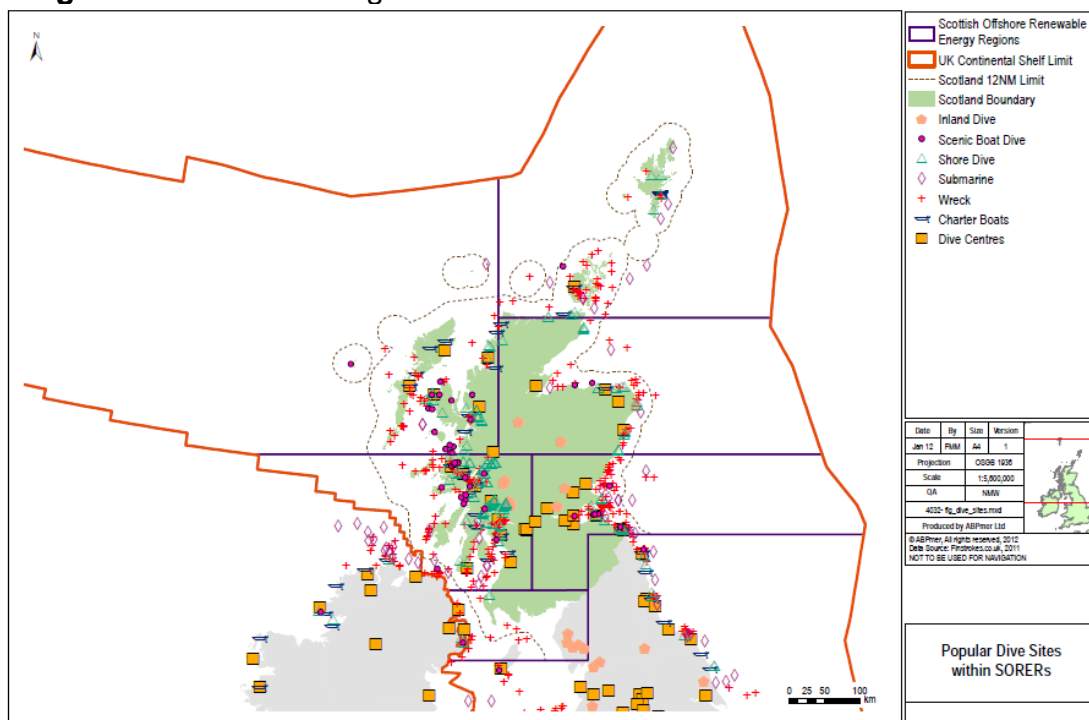 N
Scottish Offshore Renewable
Energy Regions
UK Continental Shelf Limit
Scotland 12NM Limit
Scotland Boundary
Inland Dive
Scenic Boat Dive
Shore Dive
Submarine
Wreck
Charter Boats
Dive Centres
Date By Size Version
Jan 12 FMM A4 1
Projection OSGB 1936
Scale 1:5,600,000
QA NMW
4032- fig_dive_sites.mxd
Produced by ABPmer Ltd
© ABPmer, All rights reserved, 2012
Data Source: Finstrokes.co.uk, 2011
NOT TO BE USED FOR NAVIGATION
Popular Dive Sites
within SORERs
0 25 50 100
km